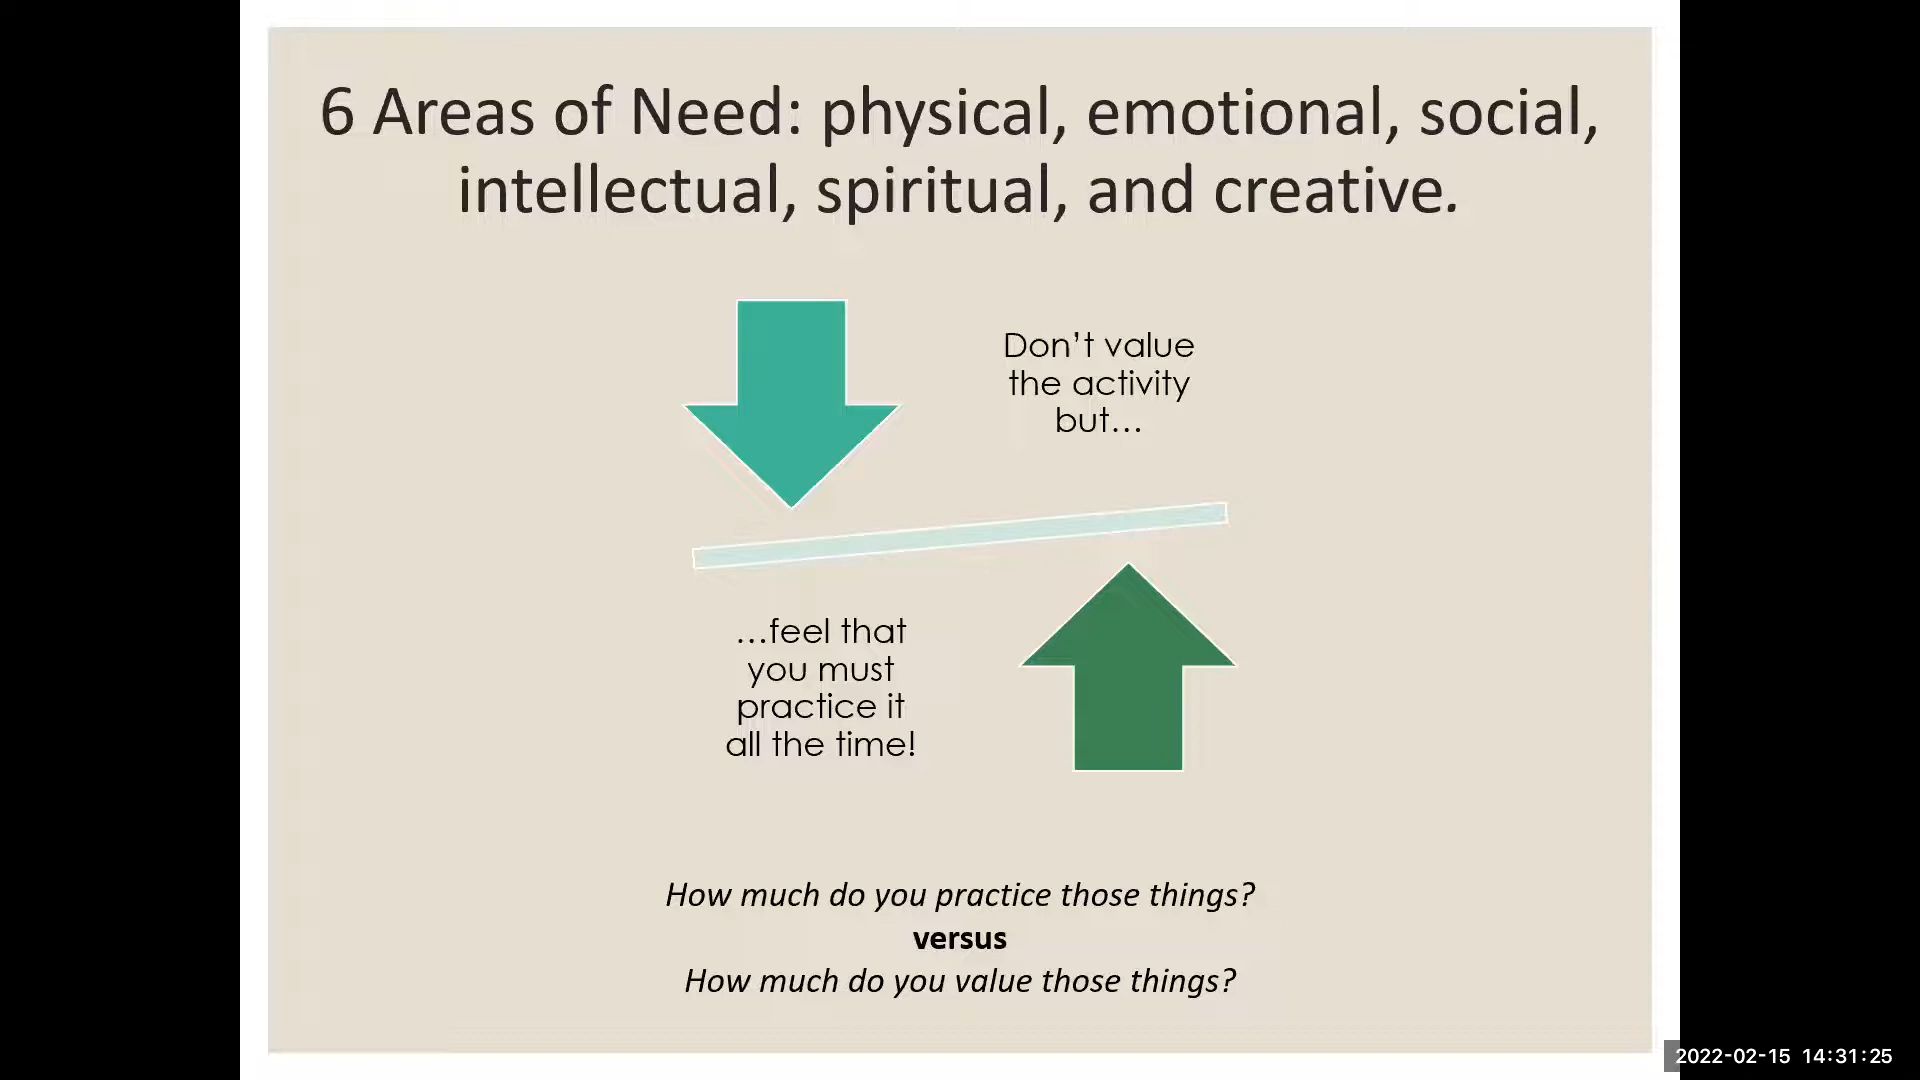 6 Areas of Need: physical, emotional, social,
intellectual, spiritual, and creative.
Don’t value
the activity
but…
…feel that
you must
practice it
all the time!
How much do you practice those things?
versus
How much do you value those things?
2022-02-15 14:31:25